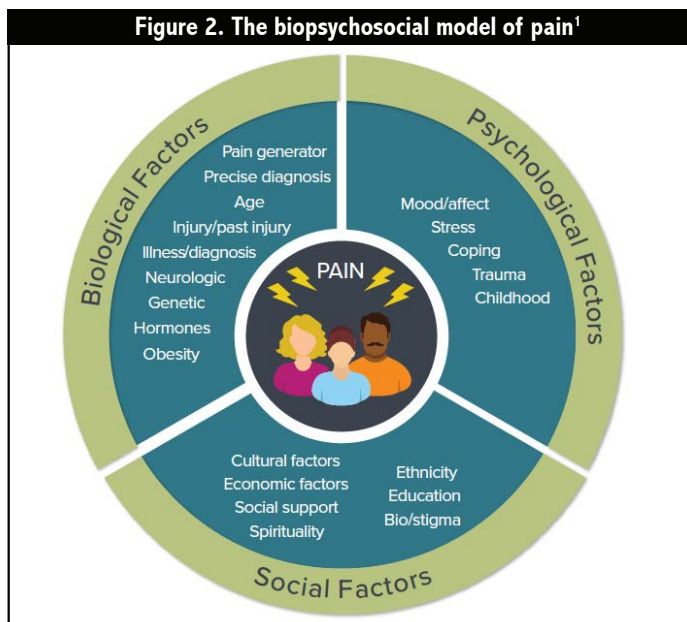 Figure 2. The biopsychosocial model of pain¹
Biological Factors
Pain generator
Precise diagnosis
Age
Injury/past injury
Illness/diagnosis
Neurologic
Genetic
Hormones
Obesity
Psychological Factors
Mood/affect
Stress
Coping
Trauma
Childhood
PAIN
Cultural factors
Economic factors
Social support
Spirituality
Ethnicity
Education
Bio/stigma
Social Factors